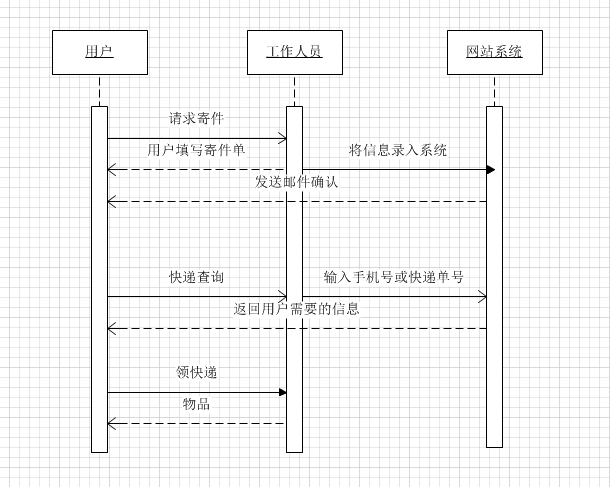 用户
工作人员
网站系统
请求寄件
用户填写寄件单
将信息录入系统
发送邮件确认
快递查询
输入手机号或快递单号
返回用户需要的信息
领快递
物品